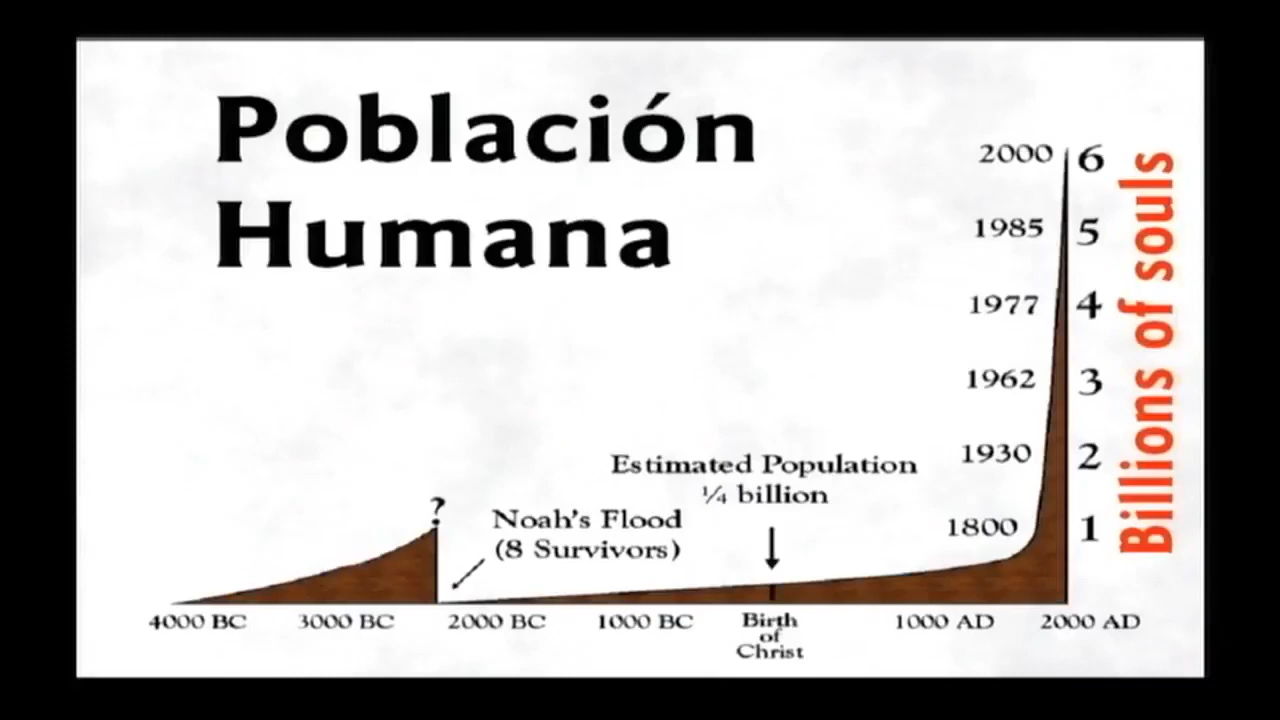 Población
Humana
2000 6
1985 5
1977 4
1962 3
1930 2
1800 1
Billions of souls
Estimated Population
¼ billion
?
Noah's Flood
(8 Survivors)
4000 BC 3000 BC 2000 BC 1000 BC Birth 1000 AD 2000 AD
of
Christ